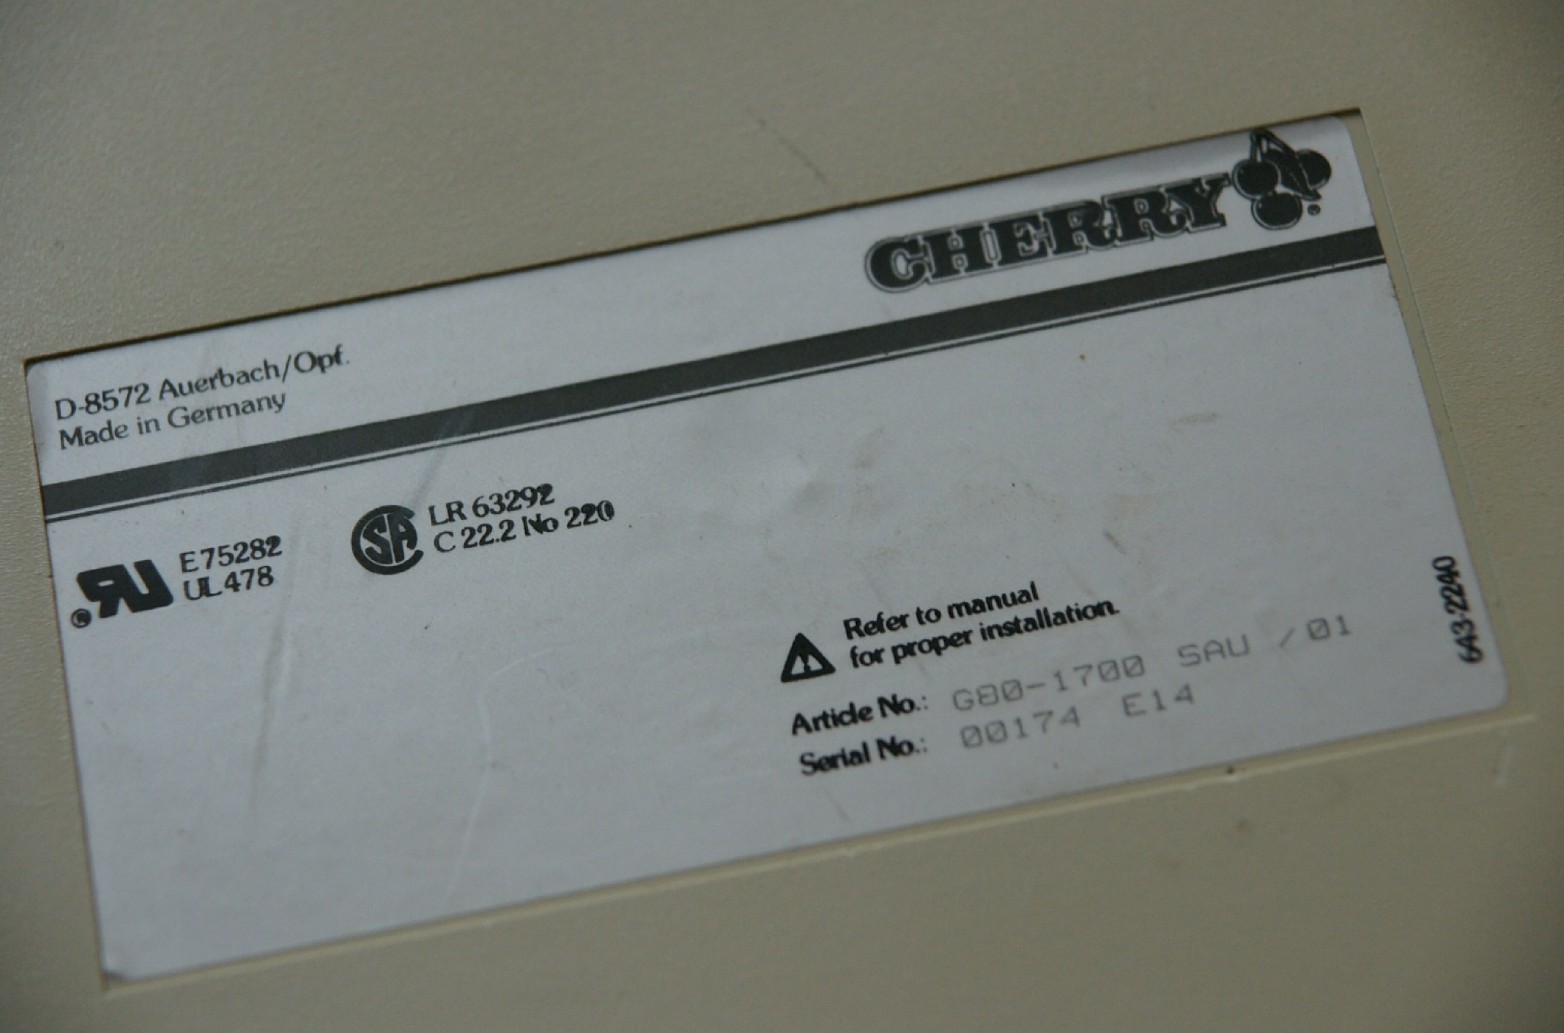 CHERRY
D-8572 Auerbach/Opf.
Made in Germany
E75282
UL 478
LR 63292
C 22.2 No 220
Refer to manual
for proper installation.
Article No.: G80-1700 SAU /01
Serial No.: 00174 E14
643-2240